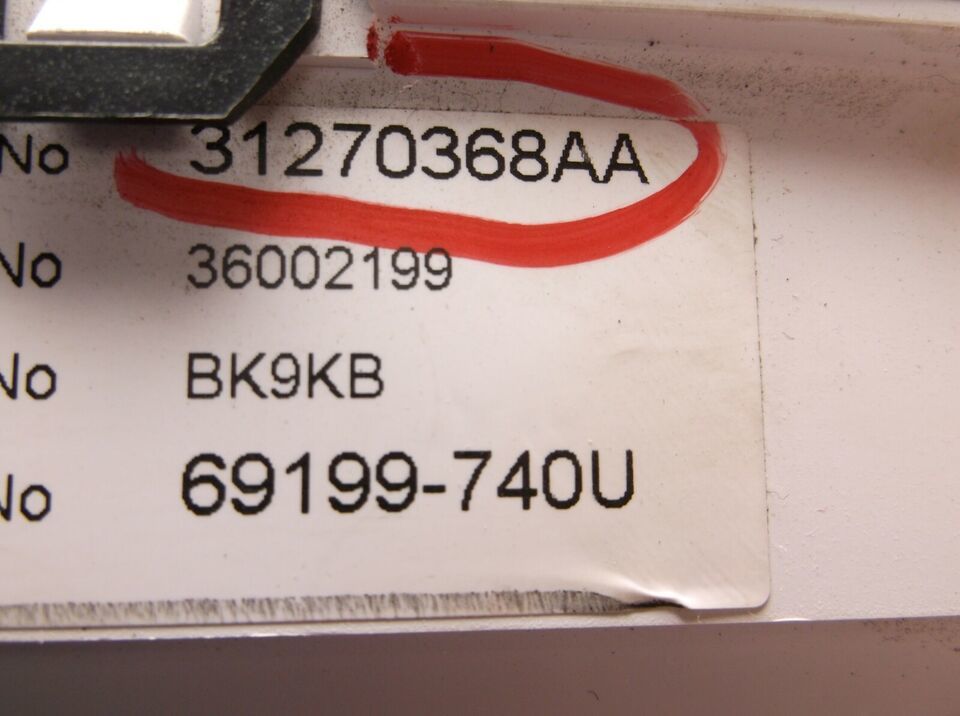 No 31270368AA
No 36002199
No BK9KB
No 69199-740U